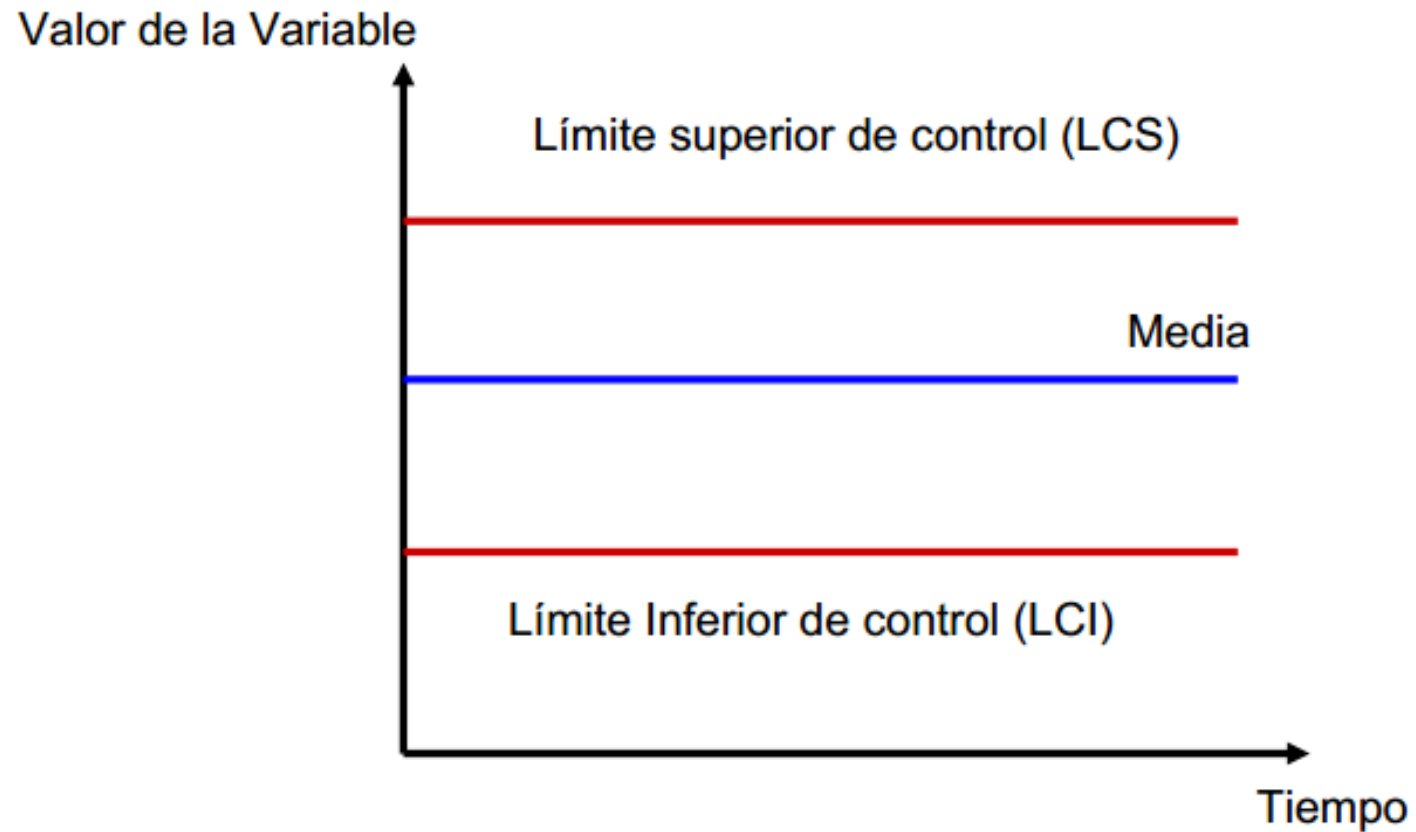 Valor de la Variable
Límite superior de control (LCS)
Media
Límite Inferior de control (LCI)
Tiempo